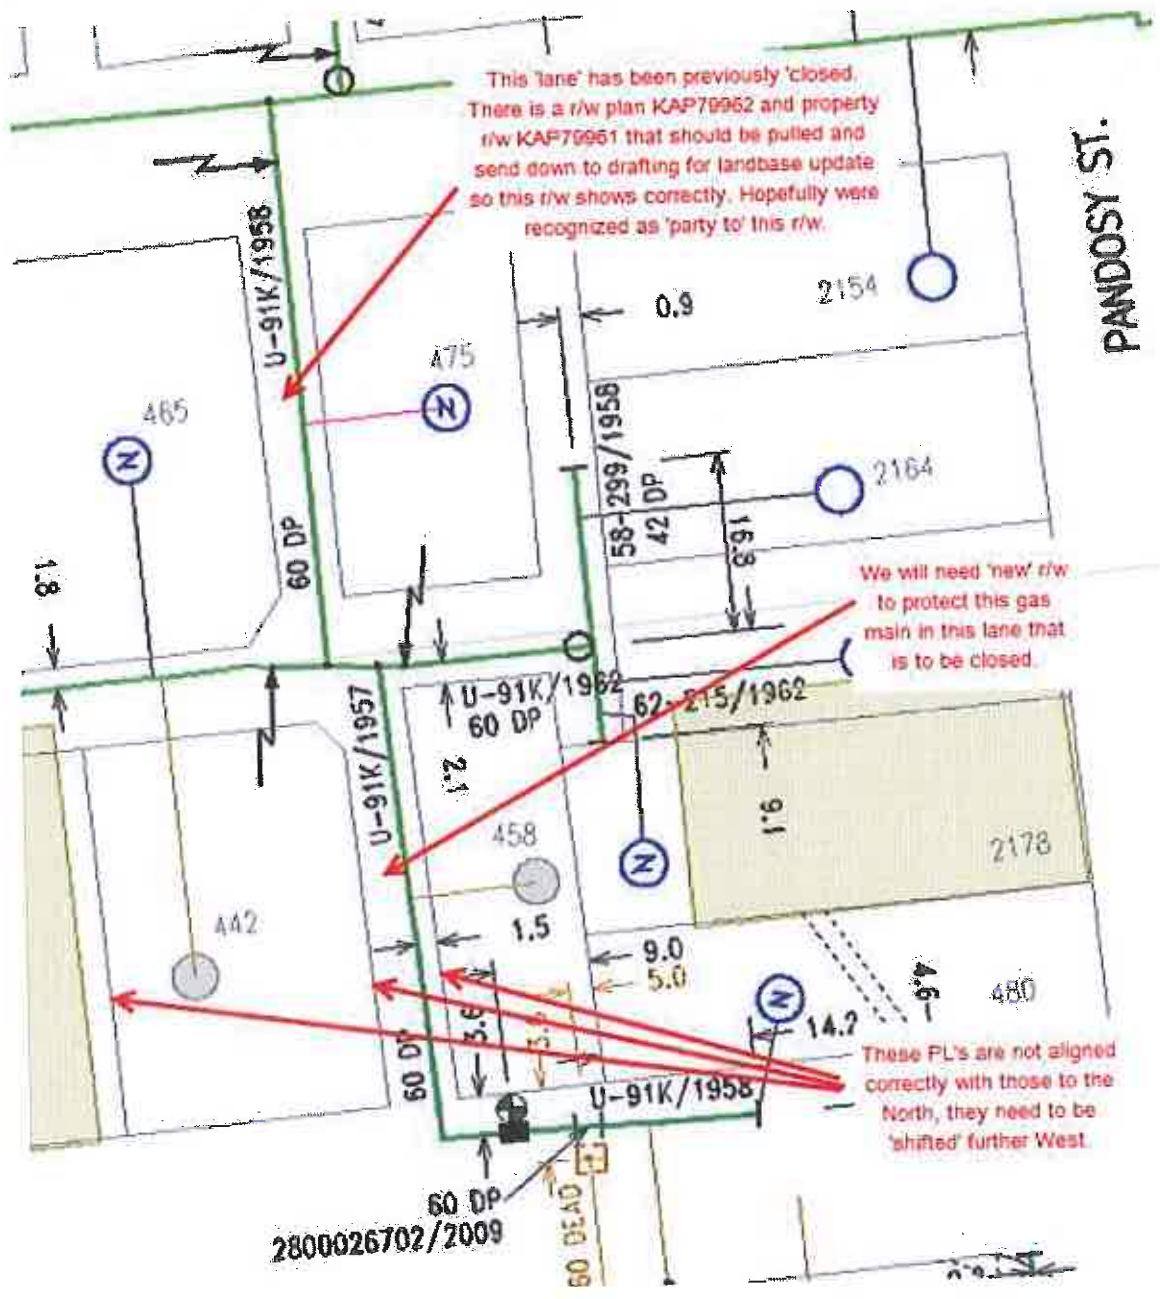 This 'lane' has been previously 'closed.
There is a r/w plan KAP79962 and property
r/w KAP79961 that should be pulled and
send down to drafting for landbase update
so this r/w shows correctly. Hopefully were
recognized as 'party to' this r/w.
PANDOSY ST.
U-91K/1958
2154
0.9
475
N
465
N
58-299/1958
42 DP
2164
16.8
60 DP
1.8
We will need 'new' r/w
to protect this gas
main in this lane that
is to be closed.
U-91K/1962
60 DP
62-215/1962
U-91K/1957
2.1
9.1
458
N
2178
442
1.5
9.0
5.0
N
4.6
480
14.2
3.6
60 DP
These PL's are not aligned
correctly with those to the
North, they need to be
'shifted' further West.
U-91K/1958
60 DP
2800026702/2009
60 DEAD